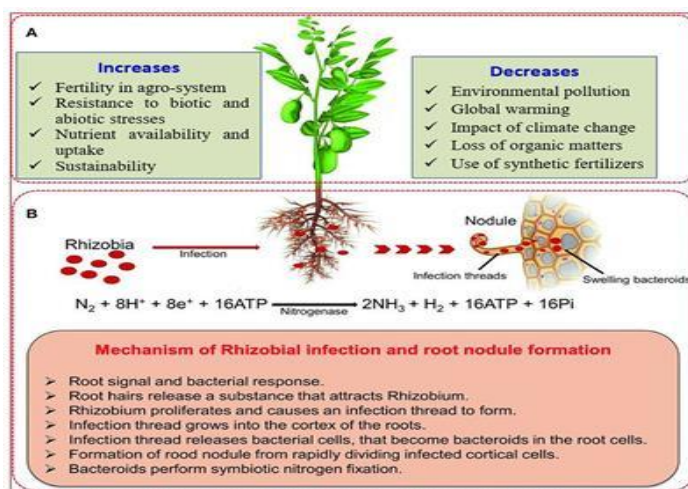 A
Increases
✓ Fertility in agro-system
✓ Resistance to biotic and
abiotic stresses
✓ Nutrient availability and
uptake
✓ Sustainability
Decreases
✓ Environmental pollution
✓ Global warming
✓ Impact of climate change
✓ Loss of organic matters
✓ Use of synthetic fertilizers
B
Rhizobia
Infection
Nodule
Infection threads
Swelling bacteroids
N₂ + 8H⁺ + 8e⁺ + 16ATP
Nitrogenase
2NH₃ + H₂ + 16ATP + 16Pi
Mechanism of Rhizobial infection and root nodule formation
➢ Root signal and bacterial response.
➢ Root hairs release a substance that attracts Rhizobium.
➢ Rhizobium proliferates and causes an infection thread to form.
➢ Infection thread grows into the cortex of the roots.
➢ Infection thread releases bacterial cells, that become bacteroids in the root cells.
➢ Formation of rood nodule from rapidly dividing infected cortical cells.
➢ Bacteroids perform symbiotic nitrogen fixation.